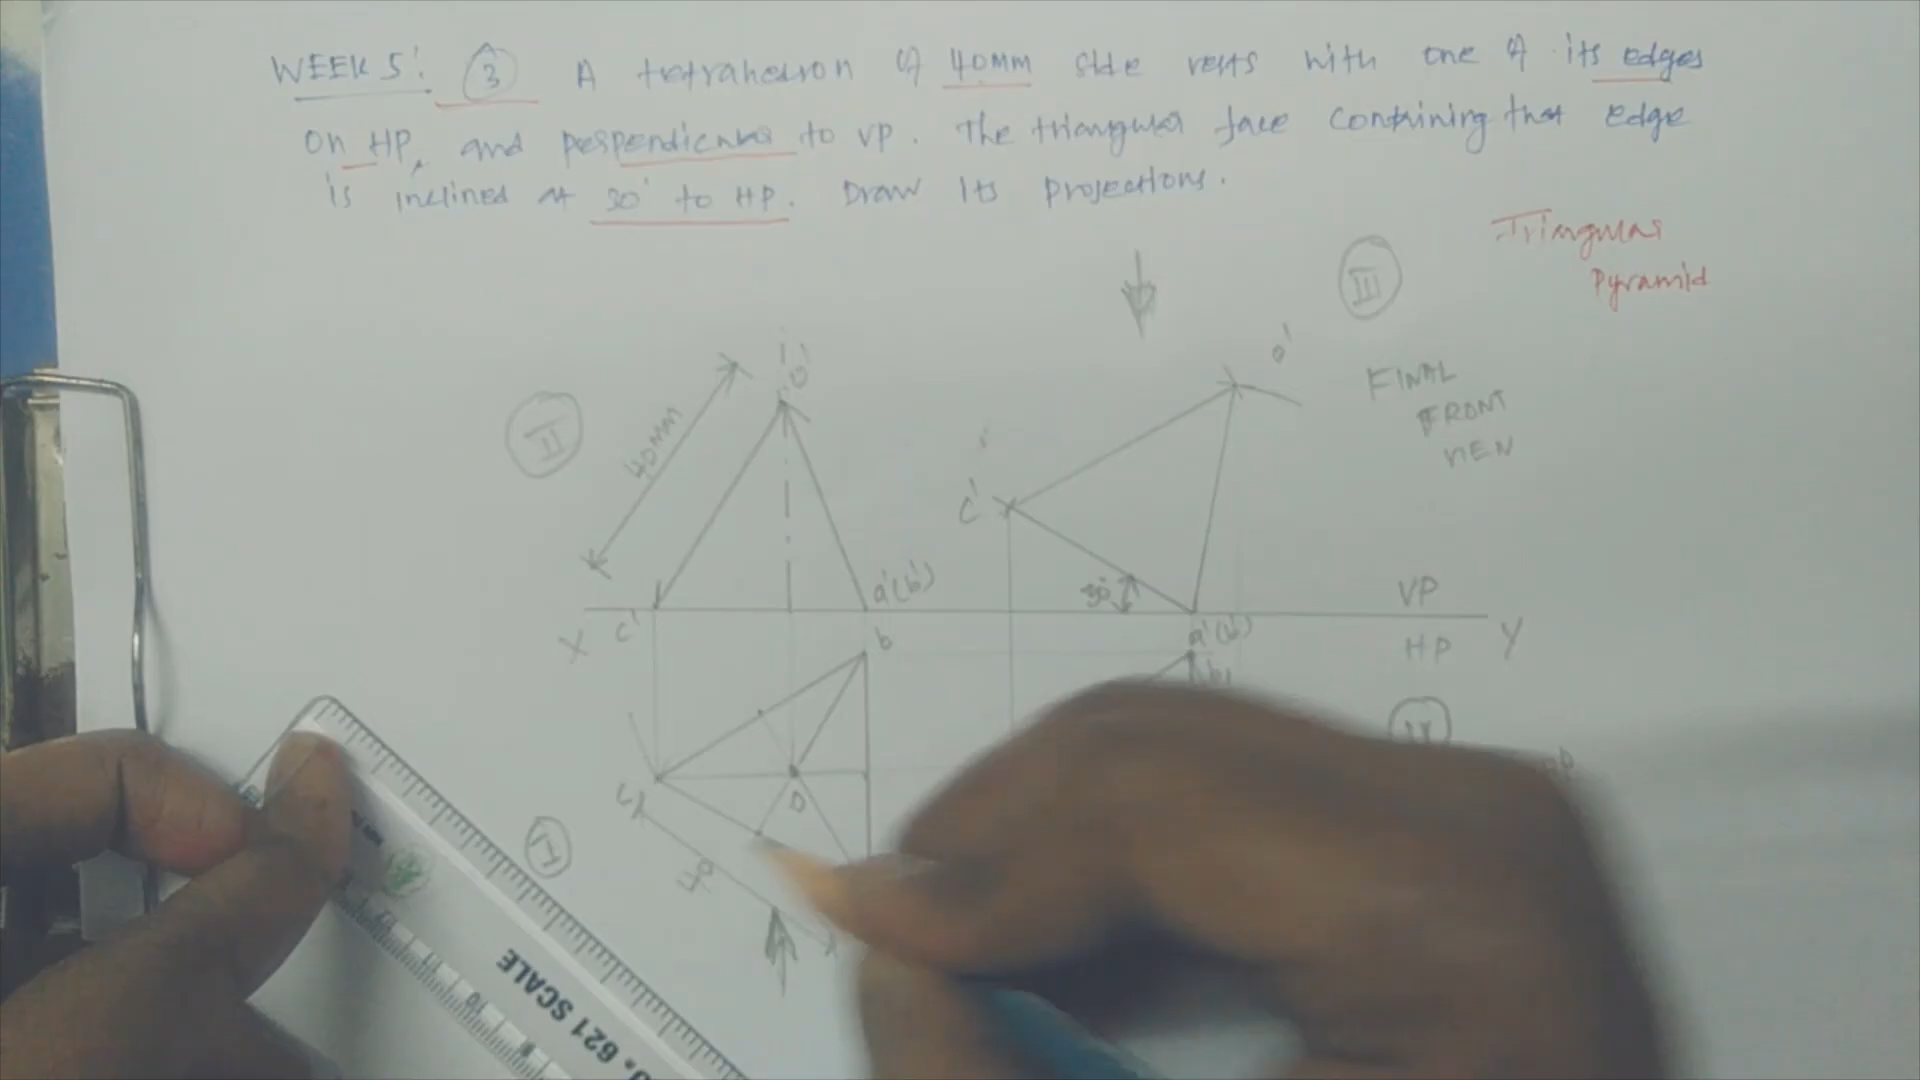 WEEK 5: 3 A tetrahedron of 40MM side rests with one of its edges
on HP, and perpendicular to VP. The triangular face containing that edge
is inclined at 30° to HP. Draw its projections.
Triangular
Pyramid
III
o'
o'
FINAL
FRONT
VIEW
II
40MM
c'
30°
a'(b')
VP
X
c'
Y
a'(b')
HP
b
b1
O
I
40
621 SCALE